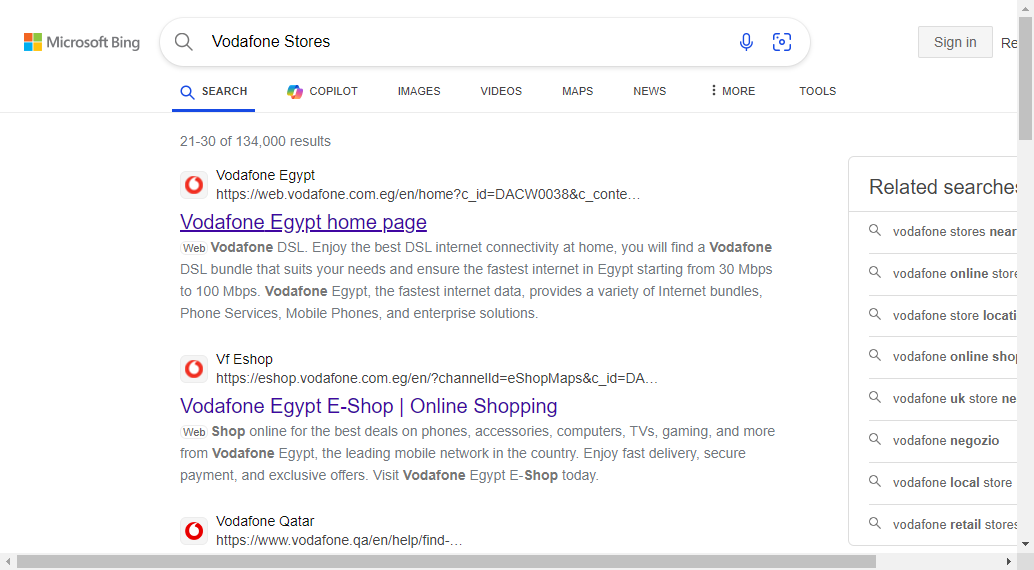 Microsoft Bing
Vodafone Stores
Sign in
Re
SEARCH
COPILOT
IMAGES
VIDEOS
MAPS
NEWS
MORE
TOOLS
21-30 of 134,000 results
Vodafone Egypt
https://web.vodafone.com.eg/en/home?c_id=DACW0038&c_conte…
Vodafone Egypt home page
Web Vodafone DSL. Enjoy the best DSL internet connectivity at home, you will find a Vodafone
DSL bundle that suits your needs and ensure the fastest internet in Egypt starting from 30 Mbps
to 100 Mbps. Vodafone Egypt, the fastest internet data, provides a variety of Internet bundles,
Phone Services, Mobile Phones, and enterprise solutions.
Vf Eshop
https://eshop.vodafone.com.eg/en/?channelId=eShopMaps&c_id=DA…
Vodafone Egypt E-Shop | Online Shopping
Web Shop online for the best deals on phones, accessories, computers, TVs, gaming, and more
from Vodafone Egypt, the leading mobile network in the country. Enjoy fast delivery, secure
payment, and exclusive offers. Visit Vodafone Egypt E-Shop today.
Vodafone Qatar
https://www.vodafone.qa/en/help/find-…
Related searches
vodafone stores near
vodafone online store
vodafone store locati
vodafone online shop
vodafone uk store ne
vodafone negozio
vodafone local store
vodafone retail stores